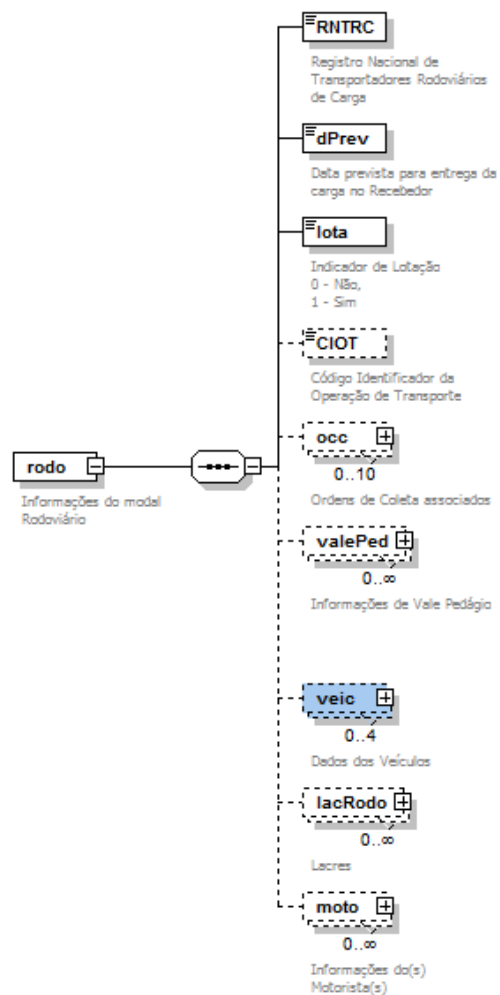 RNTRC
Registro Nacional de
Transportadores Rodoviários
de Carga
dPrev
Data prevista para entrega da
carga no Recebedor
lota
Indicador de Lotação
0 - Não,
1 - Sim
CIOT
Código Identificador da
Operação de Transporte
occ
0..10
Ordens de Coleta associados
rodo
Informações do modal
Rodoviário
valePed
0..∞
Informações de Vale Pedágio
veic
0..4
Dados dos Veículos
lacRodo
0..∞
Lacres
moto
0..∞
Informações do(s)
Motorista(s)